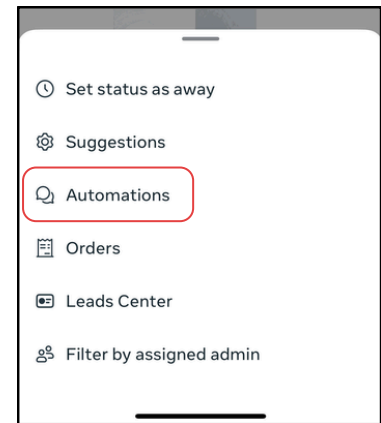 Set status as away
Suggestions
Automations
Orders
Leads Center
Filter by assigned admin